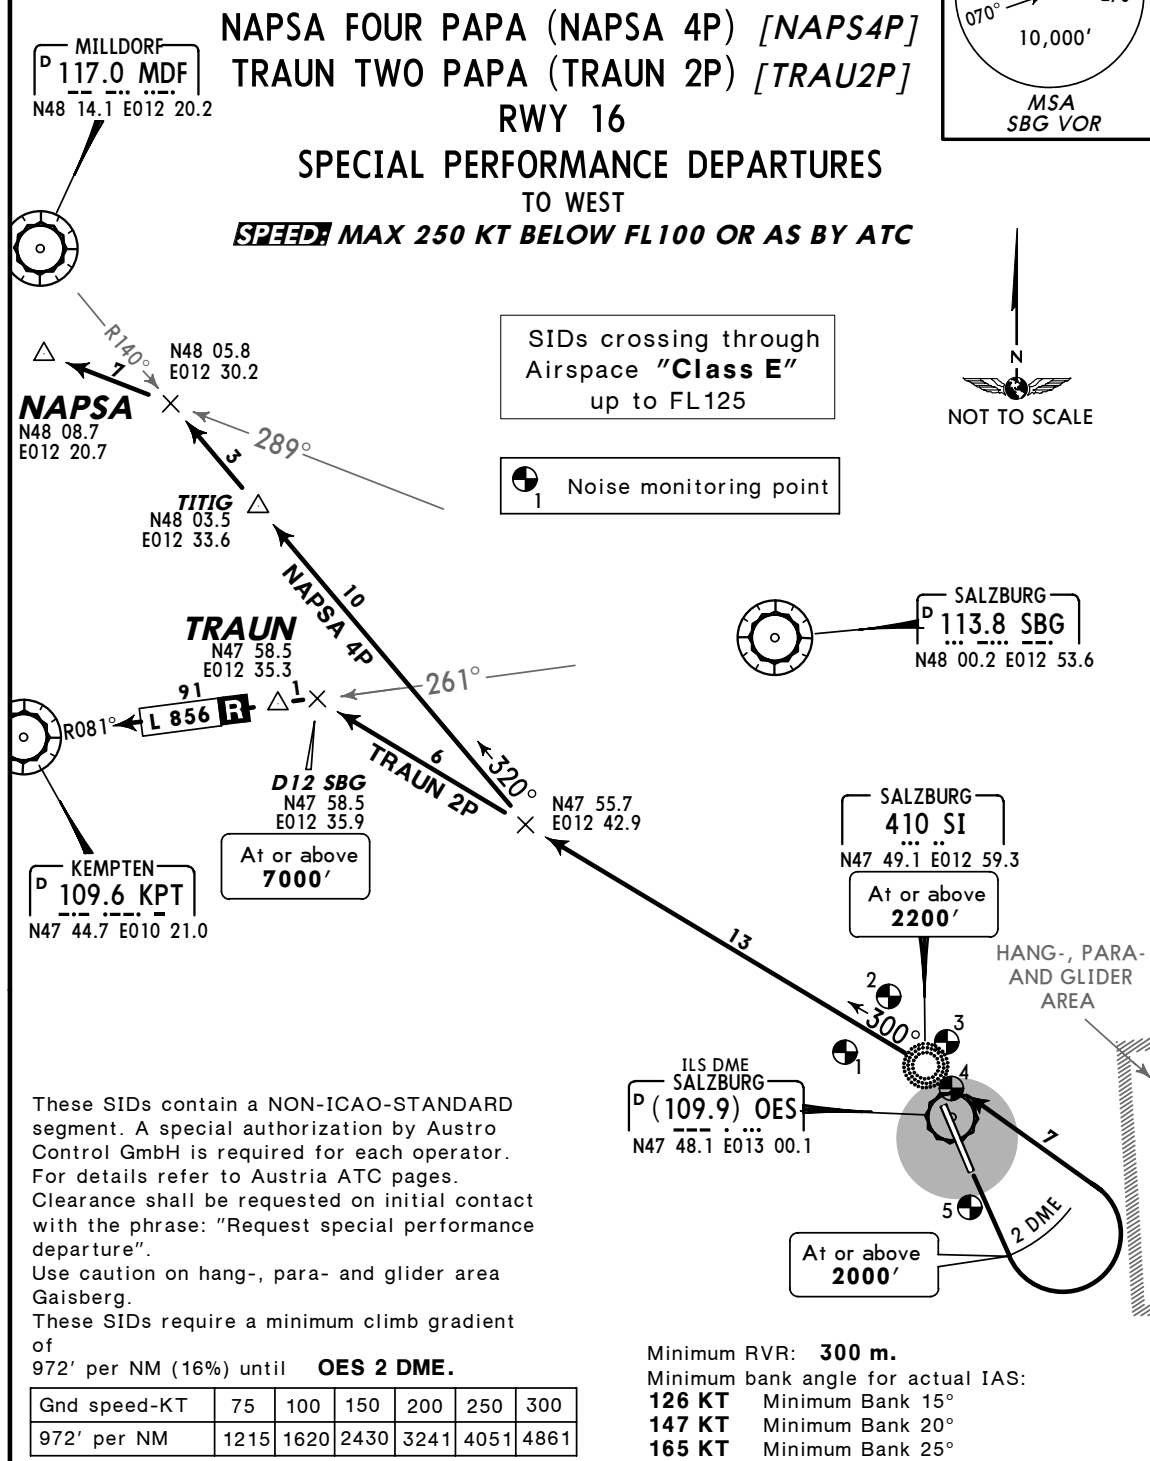 NAPSA FOUR PAPA (NAPSA 4P) [NAPS4P]
TRAUN TWO PAPA (TRAUN 2P) [TRAU2P]
RWY 16
SPECIAL PERFORMANCE DEPARTURES
TO WEST
SPEED: MAX 250 KT BELOW FL100 OR AS BY ATC
070°
10,000'
MSA
SBG VOR
MILLDORF
D 117.0 MDF
N48 14.1 E012 20.2
R140°
N48 05.8
E012 30.2
7
NAPSA
N48 08.7
E012 20.7
289°
3
TITIG
N48 03.5
E012 33.6
SIDs crossing through
Airspace "Class E"
up to FL125
1 Noise monitoring point
N
NOT TO SCALE
10
NAPSA 4P
TRAUN
N47 58.5
E012 35.3
SALZBURG
D 113.8 SBG
N48 00.2 E012 53.6
261°
91
1
R081°
L 856 R
6
TRAUN 2P
320°
D12 SBG
N47 58.5
E012 35.9
At or above
7000'
N47 55.7
E012 42.9
KEMPTEN
D 109.6 KPT
N47 44.7 E010 21.0
SALZBURG
410 SI
N47 49.1 E012 59.3
At or above
2200'
13
HANG-, PARA-
AND GLIDER
AREA
2
300°
3
1
4
ILS DME
SALZBURG
D (109.9) OES
N47 48.1 E013 00.1
7
5
2 DME
At or above
2000'
These SIDs contain a NON-ICAO-STANDARD
segment. A special authorization by Austro
Control GmbH is required for each operator.
For details refer to Austria ATC pages.
Clearance shall be requested on initial contact
with the phrase: "Request special performance
departure".
Use caution on hang-, para- and glider area
Gaisberg.
These SIDs require a minimum climb gradient
of
972' per NM (16%) until OES 2 DME.
Gnd speed-KT 75 100 150 200 250 300
972' per NM 1215 1620 2430 3241 4051 4861
Minimum RVR: 300 m.
Minimum bank angle for actual IAS:
126 KT Minimum Bank 15°
147 KT Minimum Bank 20°
165 KT Minimum Bank 25°